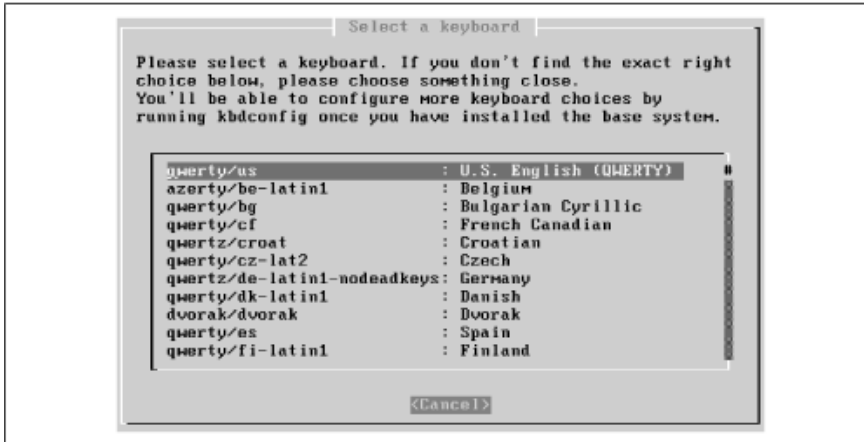 Select a keyboard
Please select a keyboard. If you don't find the exact right
choice below, please choose something close.
You'll be able to configure more keyboard choices by
running kbdconfig once you have installed the base system.
qwerty/us : U.S. English (QWERTY)
azerty/be-latin1 : Belgium
qwerty/bg : Bulgarian Cyrillic
qwerty/cf : French Canadian
qwertz/croat : Croatian
qwerty/cz-lat2 : Czech
qwertz/de-latin1-nodeadkeys: Germany
qwerty/dk-latin1 : Danish
dvorak/dvorak : Dvorak
qwerty/es : Spain
qwerty/fi-latin1 : Finland
<Cancel>